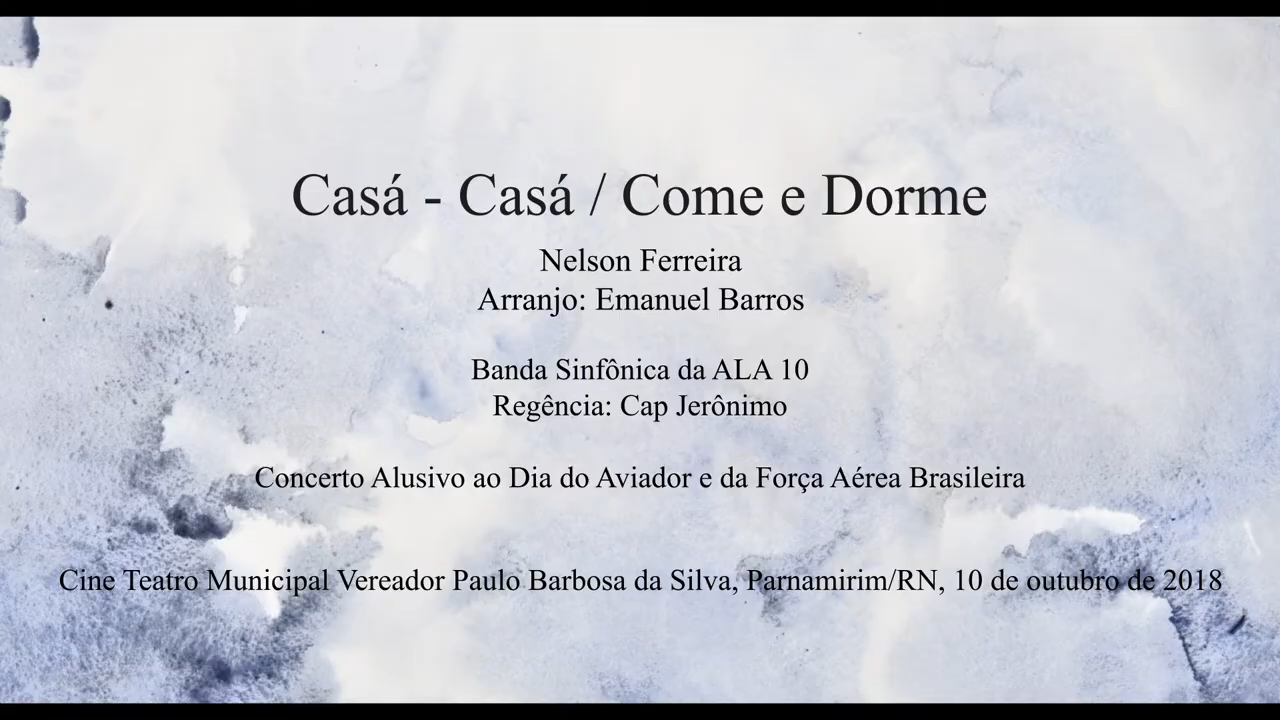 Casá - Casá / Come e Dorme
Nelson Ferreira
Arranjo: Emanuel Barros
Banda Sinfônica da ALA 10
Regência: Cap Jerônimo
Concerto Alusivo ao Dia do Aviador e da Força Aérea Brasileira
Cine Teatro Municipal Vereador Paulo Barbosa da Silva, Parnamirim/RN, 10 de outubro de 2018